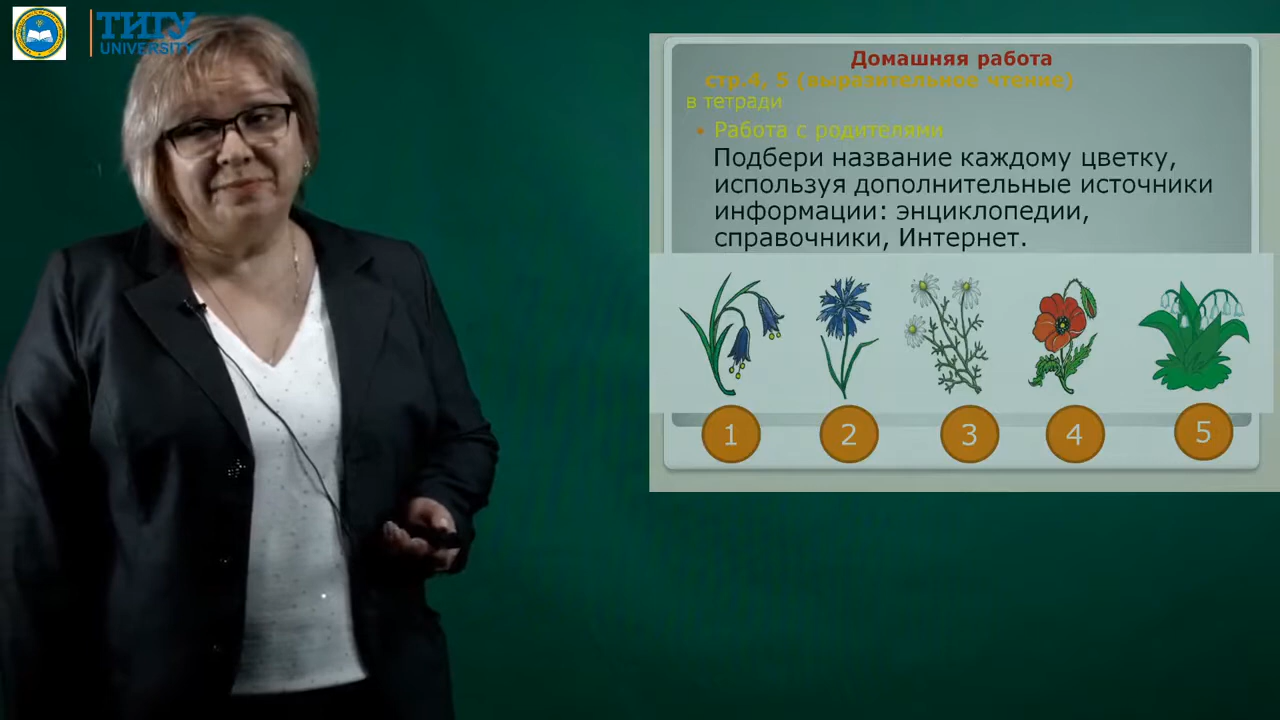 ТИГУ
UNIVERSITY
Домашняя работа
стр.4, 5 (выразительное чтение)
в тетради
• Работа с родителями
Подбери название каждому цветку,
используя дополнительные источники
информации: энциклопедии,
справочники, Интернет.
1 2 3 4 5